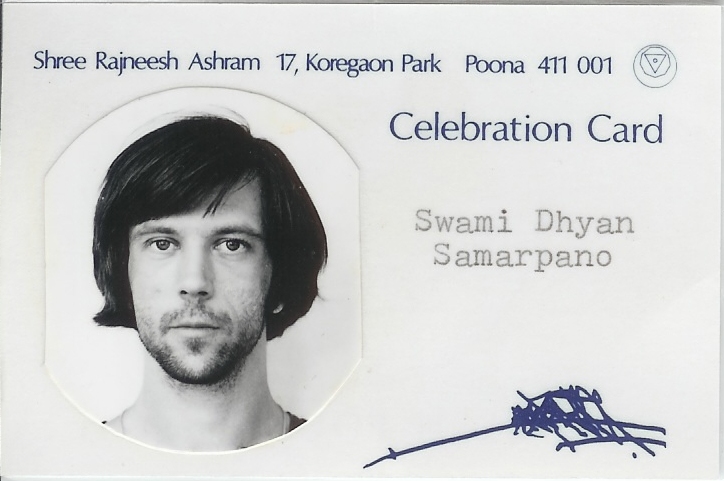 Shree Rajneesh Ashram 17, Koregaon Park Poona 411 001
Celebration Card
Swami Dhyan
Samarpano